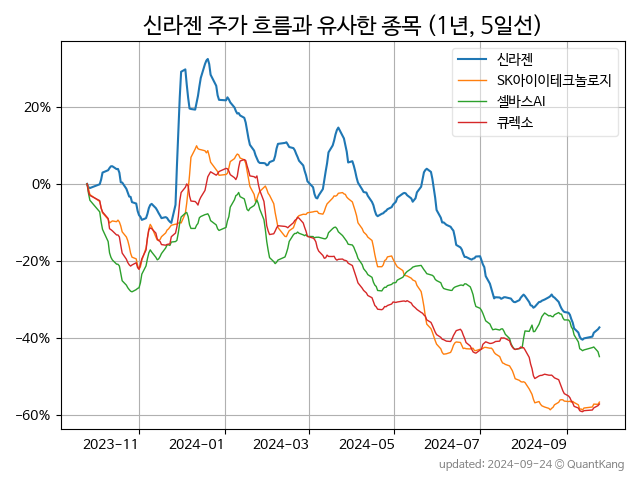 신라젠 주가 흐름과 유사한 종목 (1년, 5일선)
신라젠
SK아이이테크놀로지
셀바스AI
큐렉소
20%
0%
−20%
−40%
−60%
2023−11 2024−01 2024−03 2024−05 2024−07 2024−09
updated: 2024-09-24 © QuantKang